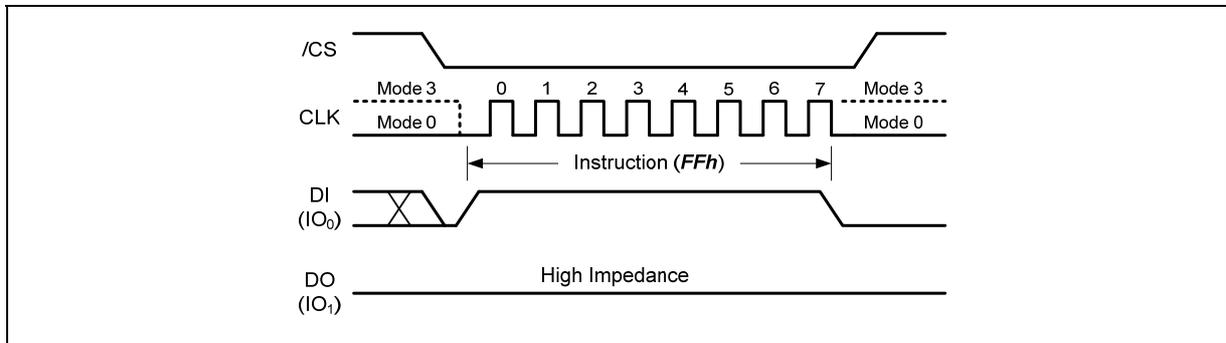 /CS
Mode 3 0 1 2 3 4 5 6 7 Mode 3
CLK
Mode 0 Mode 0
Instruction (FFh)
DI
(IO₀)
High Impedance
DO
(IO₁)